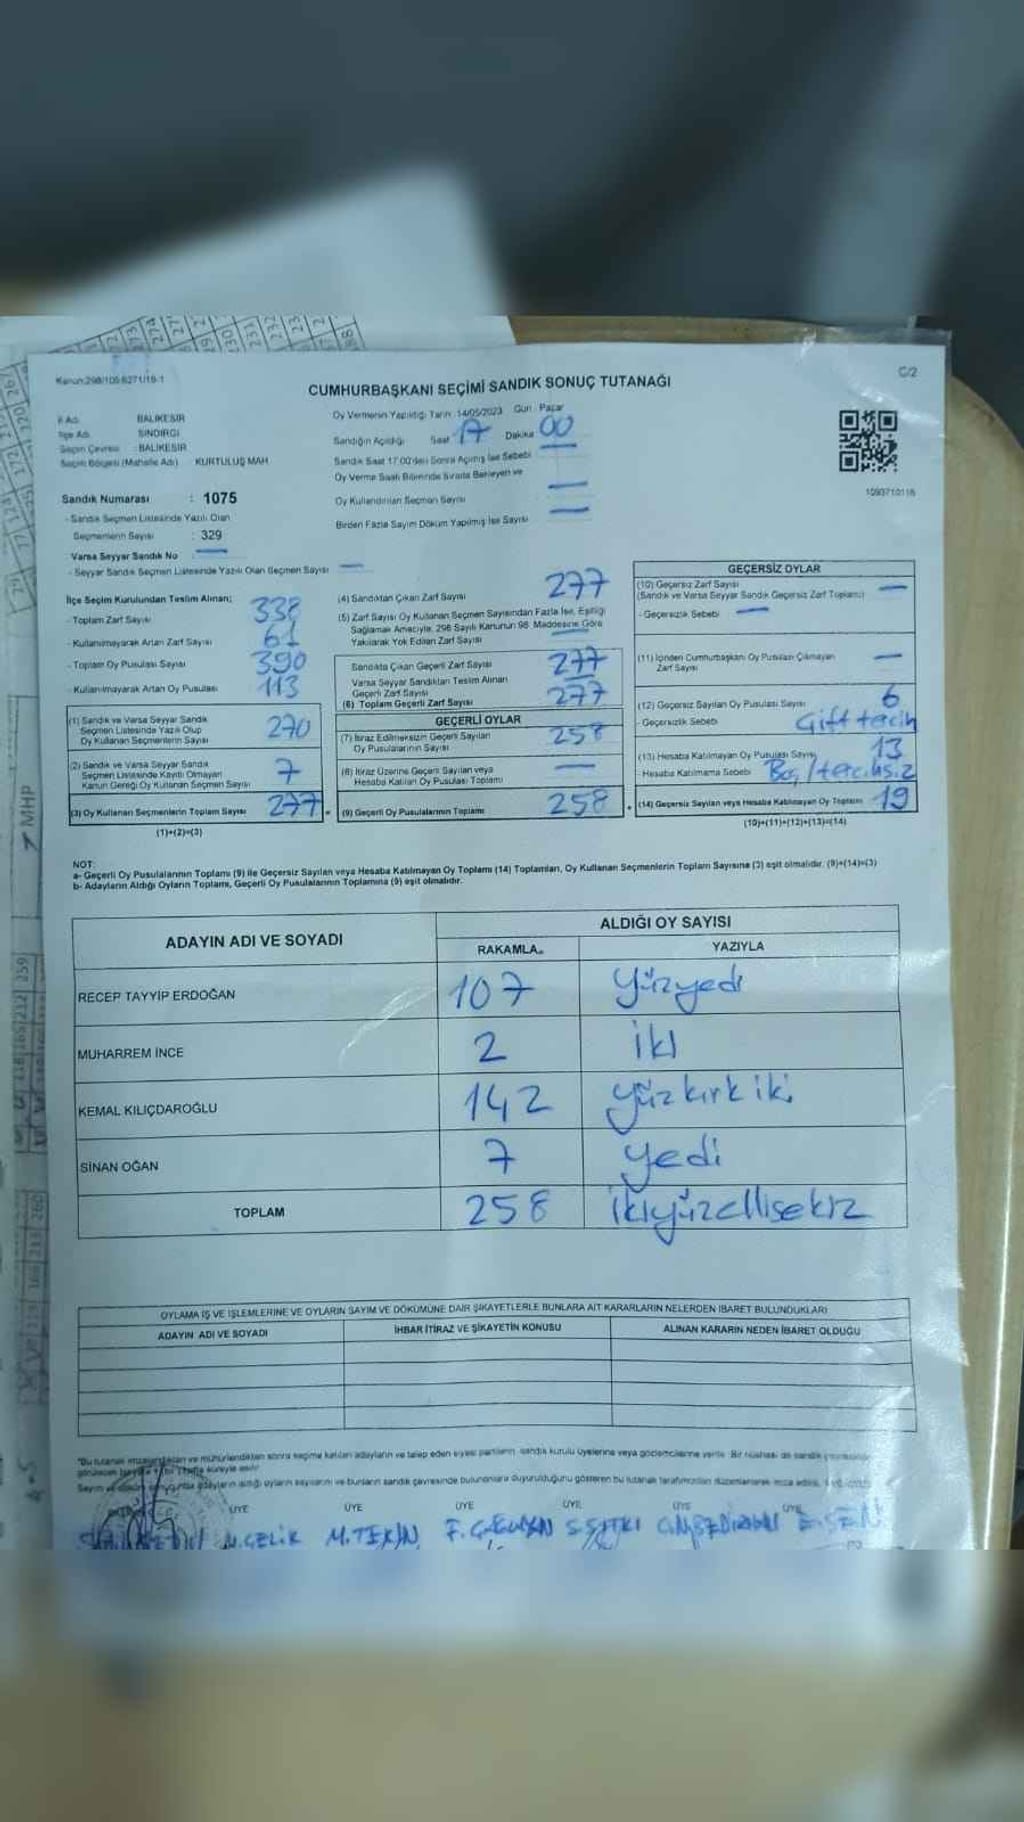 C/2
CUMHURBAŞKANI SEÇİMİ SANDIK SONUÇ TUTANAĞI
İl Adı BALIKESİR
İlçe Adı SINDIRGI
Seçim Çevresi : BALIKESİR
Seçim Bölgesi (Mahalle Adı) KURTULUŞ MAH
Sandık Numarası : 1075
- Sandık Seçmen Listesinde Yazılı Olan
Seçmenlerin Sayısı : 329
Varsa Seyyar Sandık No —
- Seyyar Sandık Seçmen Listesinde Yazılı Olan Seçmen Sayısı —
Oy Vermenin Yapıldığı Tarih: 14/05/2023 Gün: Pazar
Sandığın Açıldığı Saat 17 Dakika 00
Sandık Saat 17:00'den Sonra Açılmış İse Sebebi —
Oy Verme Saati Bitiminde Sırada Bekleyen ve
Oy Kullandırılan Seçmen Sayısı —
Birden Fazla Sayım Döküm Yapılmış İse Sayısı —
1093710116
İlçe Seçim Kurulundan Teslim Alınan;
- Toplam Zarf Sayısı 338
- Kullanılmayarak Artan Zarf Sayısı 61
- Toplam Oy Pusulası Sayısı 390
- Kullanılmayarak Artan Oy Pusulası 113
(1) Sandık ve Varsa Seyyar Sandık
Seçmen Listesinde Yazılı Olup
Oy Kullanan Seçmenlerin Sayısı 270
(2) Sandık ve Varsa Seyyar Sandık
Seçmen Listesinde Kayıtlı Olmayan
Kanun Gereği Oy Kullanan Seçmen Sayısı 7
(3) Oy Kullanan Seçmenlerin Toplam Sayısı 277
(1)+(2)=(3)
(4) Sandıktan Çıkan Zarf Sayısı 277
(5) Zarf Sayısı Oy Kullanan Seçmen Sayısından Fazla İse, Eşitliği
Sağlamak Amacıyla, 298 Sayılı Kanunun 98. Maddesine Göre
Yakılarak Yok Edilen Zarf Sayısı —
Sandıkta Çıkan Geçerli Zarf Sayısı 277
Varsa Seyyar Sandıktan Teslim Alınan
Geçerli Zarf Sayısı —
(6) Toplam Geçerli Zarf Sayısı 277
GEÇERLİ OYLAR
(7) İtiraz Edilmeksizin Geçerli Sayılan
Oy Pusulalarının Sayısı 258
(8) İtiraz Üzerine Geçerli Sayılan veya
Hesaba Katılan Oy Pusulası Toplamı —
(9) Geçerli Oy Pusulalarının Toplamı 258
GEÇERSİZ OYLAR
(10) Geçersiz Zarf Sayısı
(Sandık ve Varsa Seyyar Sandık Geçersiz Zarf Toplamı) —
- Geçersizlik Sebebi —
(11) İçinden Cumhurbaşkanı Oy Pusulası Çıkmayan
Zarf Sayısı —
(12) Geçersiz Sayılan Oy Pusulası Sayısı 6
- Geçersizlik Sebebi Çift tercih
(13) Hesaba Katılmayan Oy Pusulası Sayısı 13
- Hesaba Katılmama Sebebi Boş/tercihsiz
(14) Geçersiz Sayılan veya Hesaba Katılmayan Oy Toplamı 19
(10)+(11)+(12)+(13)=(14)
NOT:
a- Geçerli Oy Pusulalarının Toplamı (9) ile Geçersiz Sayılan veya Hesaba Katılmayan Oy Toplamı (14) Toplamları, Oy Kullanan Seçmenlerin Toplam Sayısına (3) eşit olmalıdır. (9)+(14)=(3)
b- Adayların Aldığı Oyların Toplamı, Geçerli Oy Pusulalarının Toplamına (9) eşit olmalıdır.
ADAYIN ADI VE SOYADI ALDIĞI OY SAYISI
RAKAMLA YAZIYLA
RECEP TAYYİP ERDOĞAN 107 Yüzyedi
MUHARREM İNCE 2 iki
KEMAL KILIÇDAROĞLU 142 yüzkırkiki
SİNAN OĞAN 7 yedi
TOPLAM 258 ikiyüzellisekiz
OYLAMA İŞ VE İŞLEMLERİNE VE OYLARIN SAYIM VE DÖKÜMÜNE DAİR ŞİKAYETLERLE BUNLARA AİT KARARLARIN NELERDEN İBARET BULUNDUKLARI
ADAYIN ADI VE SOYADI İHBAR İTİRAZ VE ŞİKAYETİN KONUSU ALINAN KARARIN NEDEN İBARET OLDUĞU
ÜYE ÜYE ÜYE ÜYE ÜYE ÜYE
N.ÇELİK M.TEKİN E.ŞEN
MHP